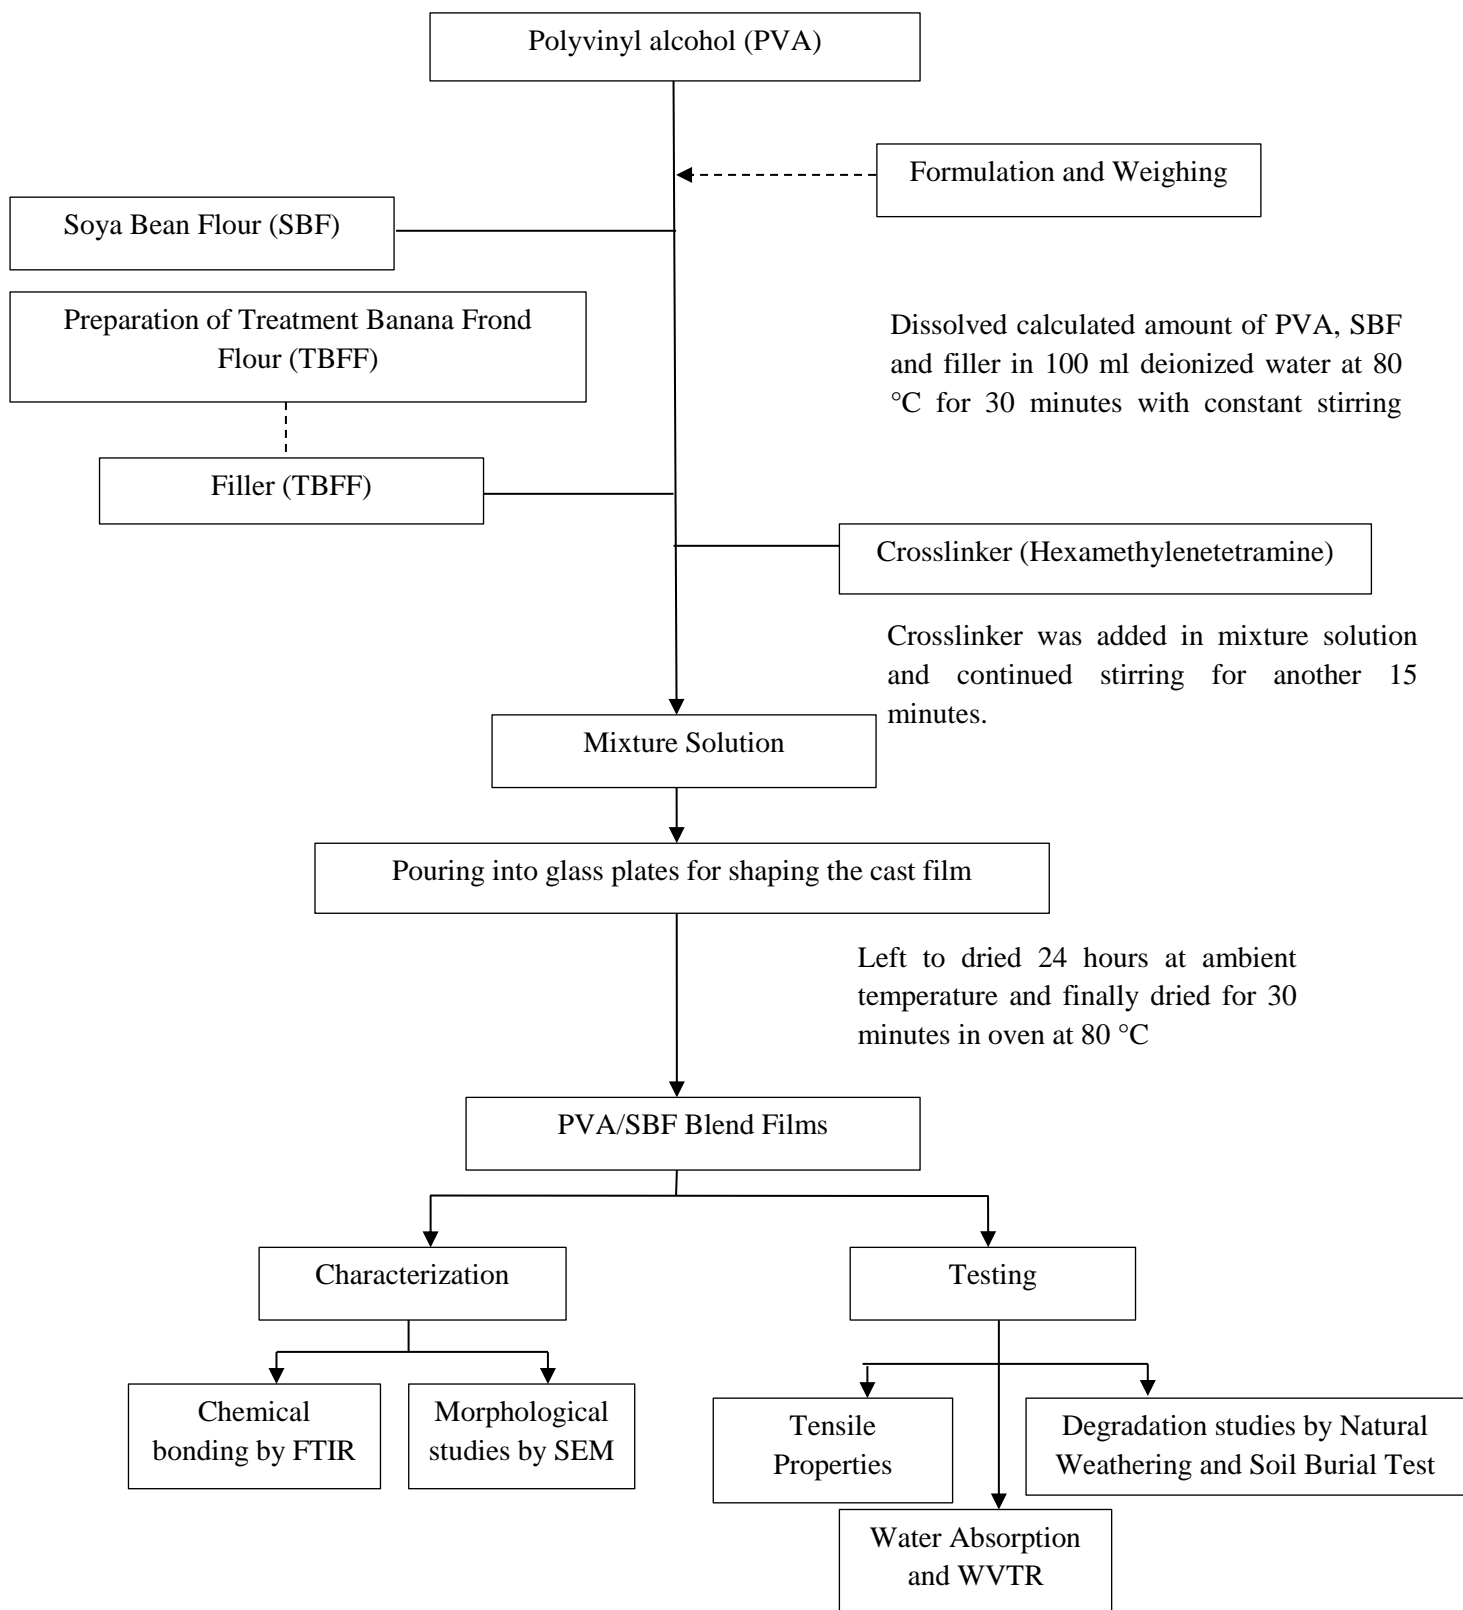 Polyvinyl alcohol (PVA)
Formulation and Weighing
Soya Bean Flour (SBF)
Preparation of Treatment Banana Frond
Flour (TBFF)
Dissolved calculated amount of PVA, SBF
and filler in 100 ml deionized water at 80
°C for 30 minutes with constant stirring
Filler (TBFF)
Crosslinker (Hexamethylenetetramine)
Crosslinker was added in mixture solution
and continued stirring for another 15
minutes.
Mixture Solution
Pouring into glass plates for shaping the cast film
Left to dried 24 hours at ambient
temperature and finally dried for 30
minutes in oven at 80 °C
PVA/SBF Blend Films
Characterization
Testing
Chemical
bonding by FTIR
Morphological
studies by SEM
Tensile
Properties
Degradation studies by Natural
Weathering and Soil Burial Test
Water Absorption
and WVTR